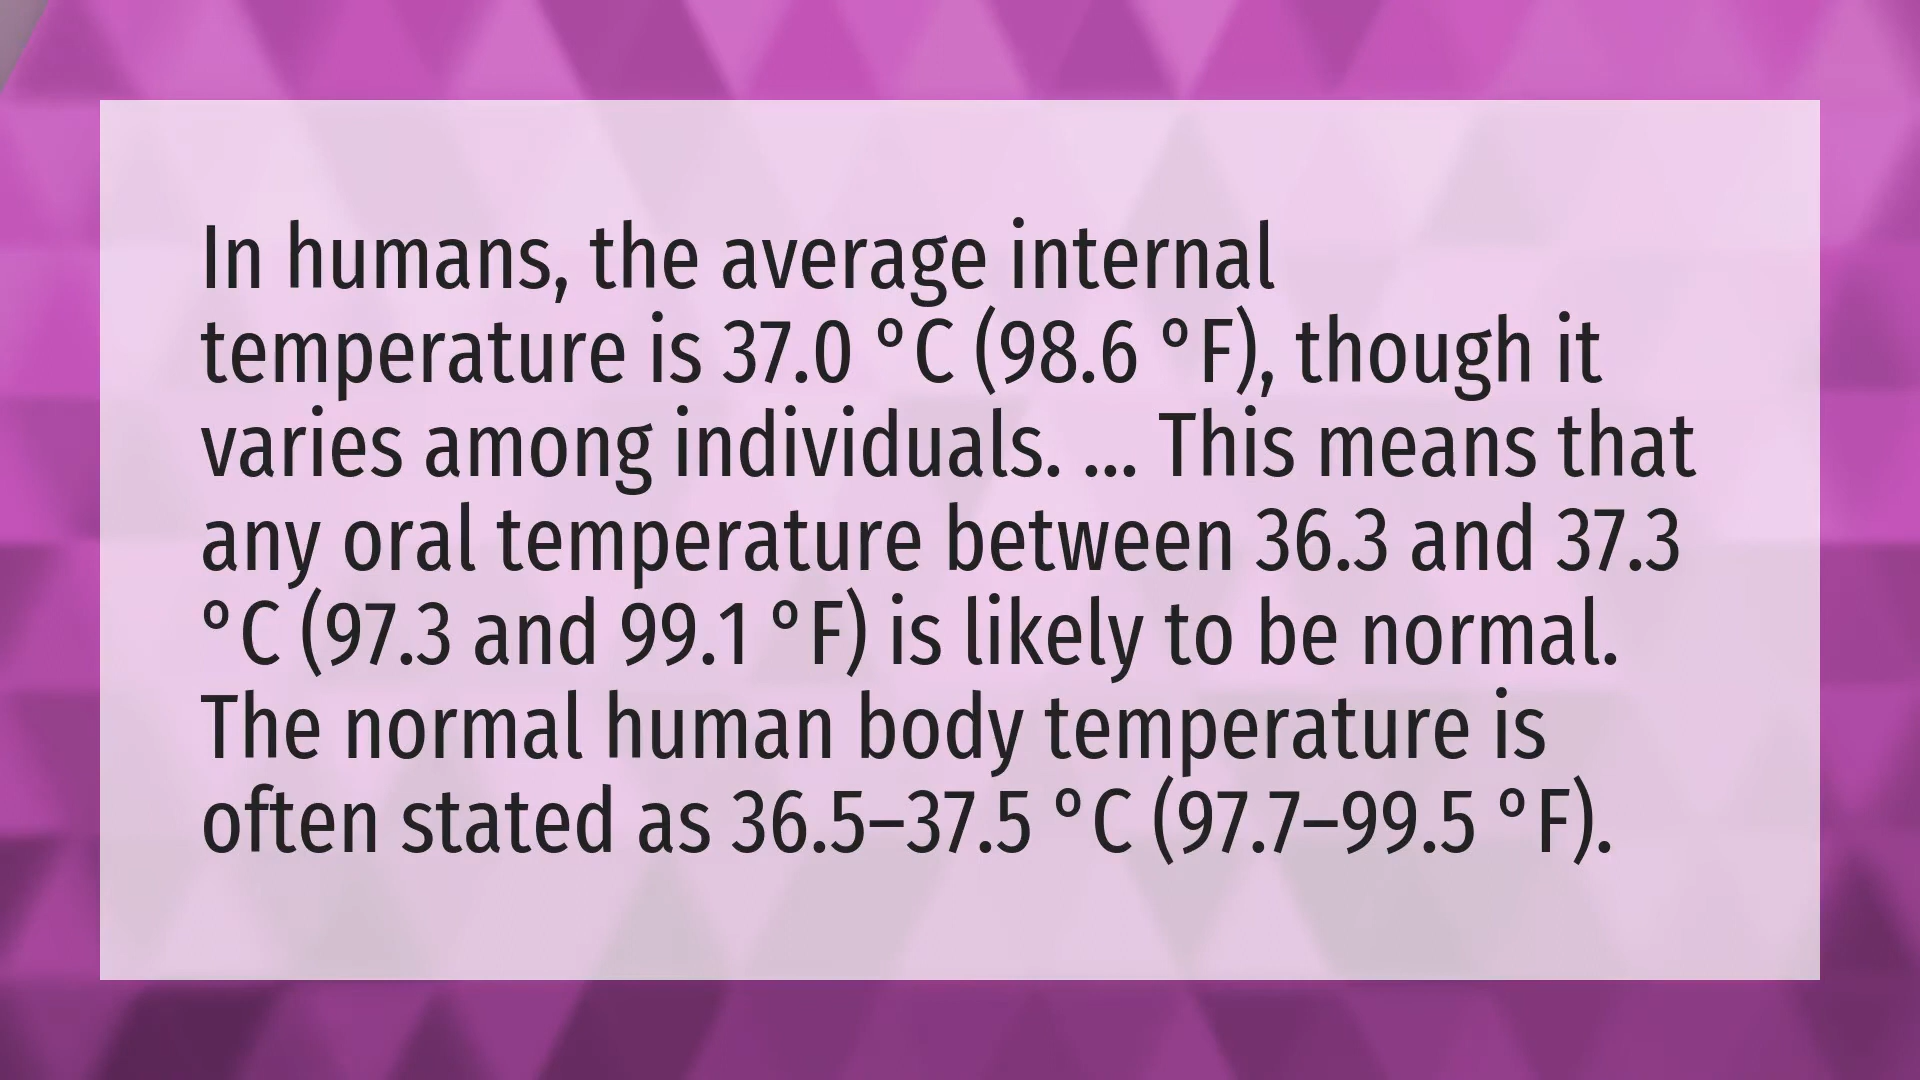 In humans, the average internal
temperature is 37.0 °C (98.6 °F), though it
varies among individuals. ... This means that
any oral temperature between 36.3 and 37.3
°C (97.3 and 99.1 °F) is likely to be normal.
The normal human body temperature is
often stated as 36.5–37.5 °C (97.7–99.5 °F).